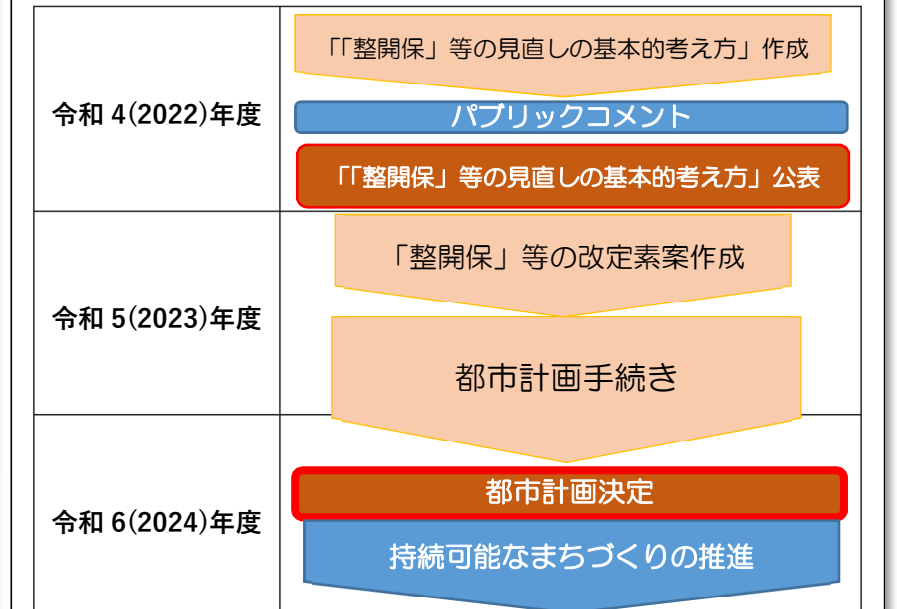 令和 4(2022)年度
「「整開保」等の見直しの基本的考え方」作成
パブリックコメント
「「整開保」等の見直しの基本的考え方」公表
令和 5(2023)年度
「整開保」等の改定素案作成
都市計画手続き
令和 6(2024)年度
都市計画決定
持続可能なまちづくりの推進